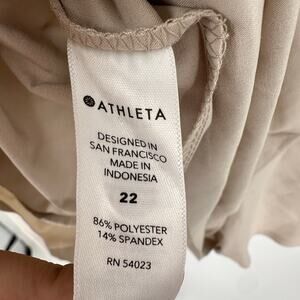 ATHLETA
DESIGNED IN
SAN FRANCISCO
MADE IN
INDONESIA
22
86% POLYESTER
14% SPANDEX
RN 54023